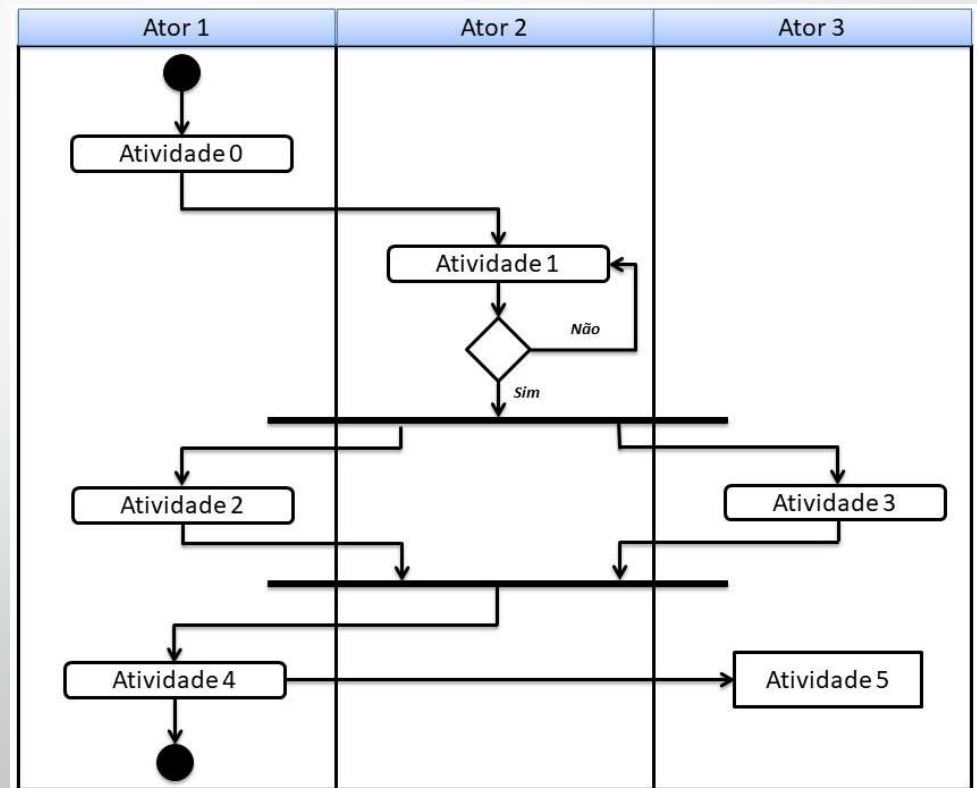 Ator 1
Ator 2
Ator 3
Atividade 0
Atividade 1
Não
Sim
Atividade 2
Atividade 3
Atividade 4
Atividade 5